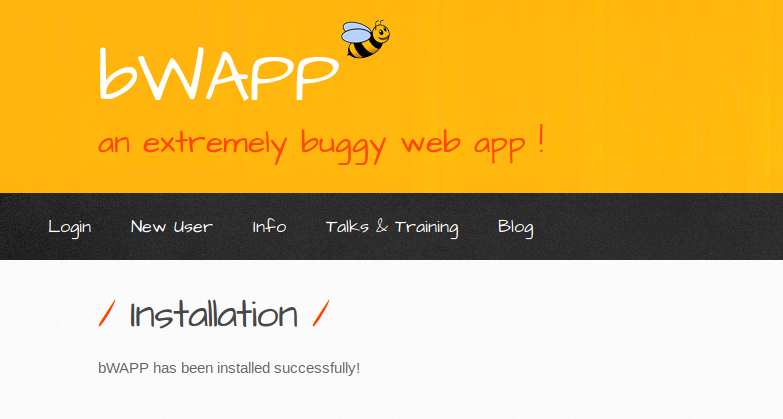 bWAPP
an extremely buggy web app !
Login New User Info Talks & Training Blog
/ Installation /
bWAPP has been installed successfully!